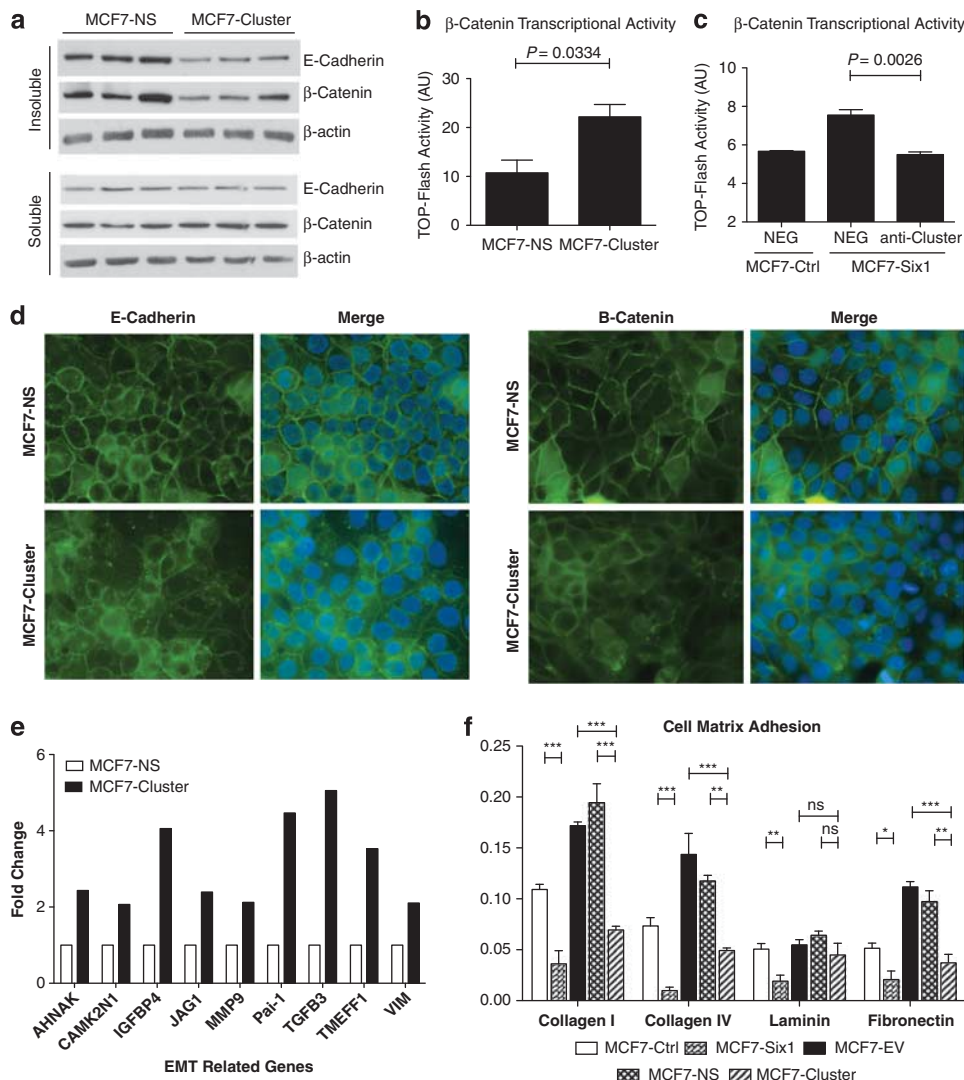 a
MCF7-NS MCF7-Cluster
Insoluble
E-Cadherin
β-Catenin
β-actin
Soluble
E-Cadherin
β-Catenin
β-actin
b
β-Catenin Transcriptional Activity
P = 0.0334
TOP-Flash Activity (AU)
30
20
10
0
MCF7-NS MCF7-Cluster
c
β-Catenin Transcriptional Activity
P = 0.0026
TOP-Flash Activity (AU)
10
8
6
4
2
NEG NEG anti-Cluster
MCF7-Ctrl MCF7-Six1
d
E-Cadherin Merge
B-Catenin Merge
MCF7-NS
MCF7-Cluster
MCF7-NS
MCF7-Cluster
e
MCF7-NS
MCF7-Cluster
Fold Change
6
4
2
0
AHNAK CAMK2N1 IGFBP4 JAG1 MMP9 Pai-1 TGFB3 TMEFF1 VIM
EMT Related Genes
f
Cell Matrix Adhesion
0.25
0.20
0.15
0.10
0.05
0.00
*** *** ***
*** *** **
** ns ns
* *** **
Collagen I Collagen IV Laminin Fibronectin
MCF7-Ctrl MCF7-Six1 MCF7-EV
MCF7-NS MCF7-Cluster